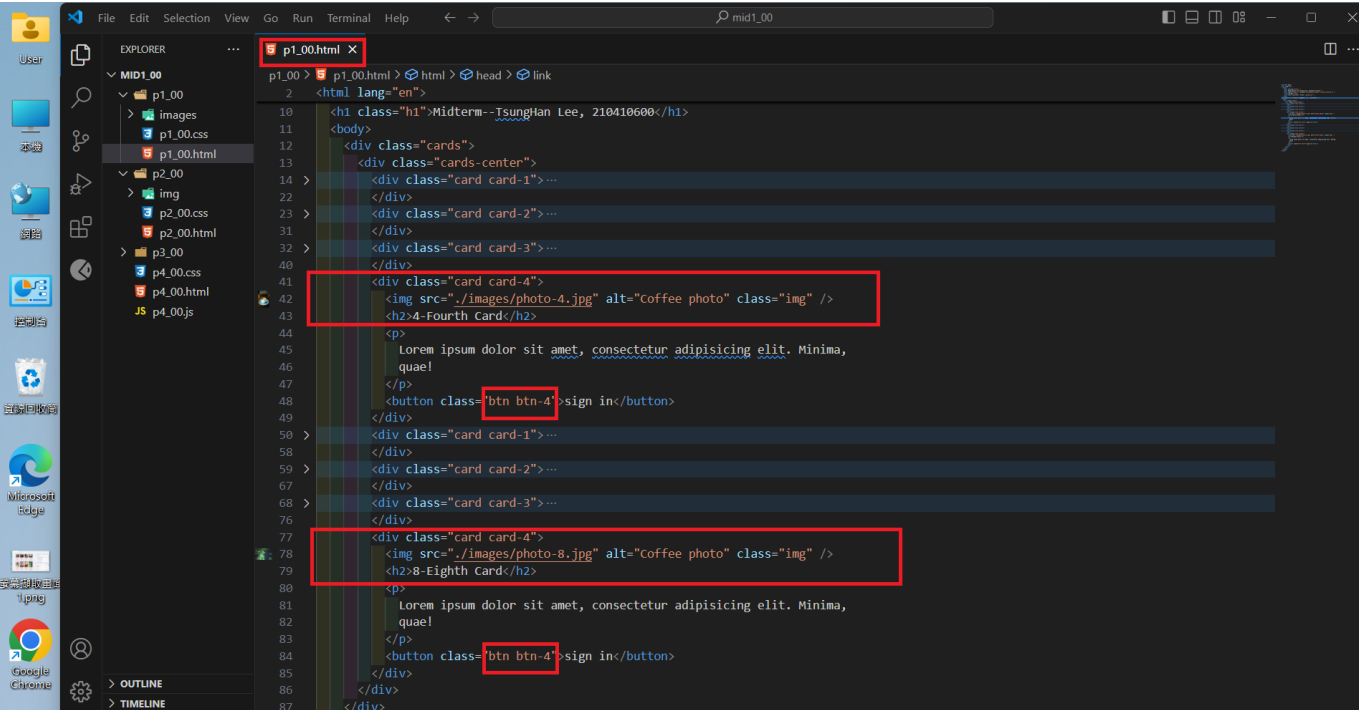 File Edit Selection View Go Run Terminal Help
mid1_00
User
本機
網路
控制台
資源回收筒
Microsoft
Edge
1.png
Google
Chrome
EXPLORER
MID1_00
p1_00
images
p1_00.css
p1_00.html
p2_00
img
p2_00.css
p2_00.html
p3_00
p4_00.css
p4_00.html
JS p4_00.js
OUTLINE
TIMELINE
p1_00.html
p1_00 > p1_00.html > html > head > link
2 <html lang="en">
10 <h1 class="h1">Midterm--TsungHan Lee, 210410600</h1>
11 <body>
12 <div class="cards">
13 <div class="cards-center">
14 <div class="card card-1">…
22 </div>
23 <div class="card card-2">…
31 </div>
32 <div class="card card-3">…
40 </div>
41 <div class="card card-4">
42 <img src="./images/photo-4.jpg" alt="Coffee photo" class="img" />
43 <h2>4-Fourth Card</h2>
44 <p>
45 Lorem ipsum dolor sit amet, consectetur adipisicing elit. Minima,
46 quae!
47 </p>
48 <button class="btn btn-4">sign in</button>
49 </div>
50 <div class="card card-1">…
58 </div>
59 <div class="card card-2">…
67 </div>
68 <div class="card card-3">…
76 </div>
77 <div class="card card-4">
78 <img src="./images/photo-8.jpg" alt="Coffee photo" class="img" />
79 <h2>8-Eighth Card</h2>
80 <p>
81 Lorem ipsum dolor sit amet, consectetur adipisicing elit. Minima,
82 quae!
83 </p>
84 <button class="btn btn-4">sign in</button>
85 </div>
86 </div>
87 </div>